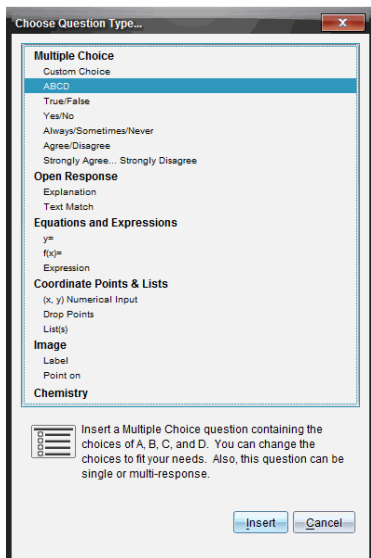 Choose Question Type...
Multiple Choice
Custom Choice
ABCD
True/False
Yes/No
Always/Sometimes/Never
Agree/Disagree
Strongly Agree... Strongly Disagree
Open Response
Explanation
Text Match
Equations and Expressions
y=
f(x)=
Expression
Coordinate Points & Lists
(x, y) Numerical Input
Drop Points
List(s)
Image
Label
Point on
Chemistry
Insert a Multiple Choice question containing the
choices of A, B, C, and D. You can change the
choices to fit your needs. Also, this question can be
single or multi-response.
Insert Cancel